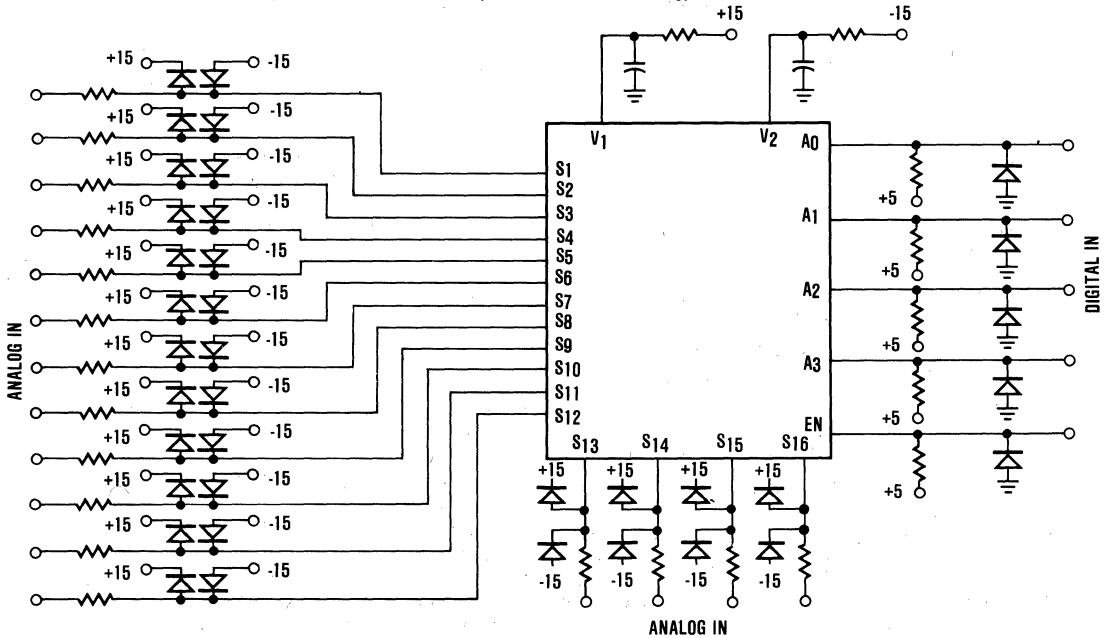 +15
-15
+15 -15
+15 -15
+15 -15
+15 -15
+15 -15
+15 -15
+15 -15
+15 -15
+15 -15
+15 -15
+15 -15
+15 -15
ANALOG IN
V1
V2
S1
S2
S3
S4
S5
S6
S7
S8
S9
S10
S11
S12
S13 S14 S15 S16
A0
A1
A2
A3
EN
+5
+5
+5
+5
+5
DIGITAL IN
+15 +15 +15 +15
-15 -15 -15 -15
ANALOG IN